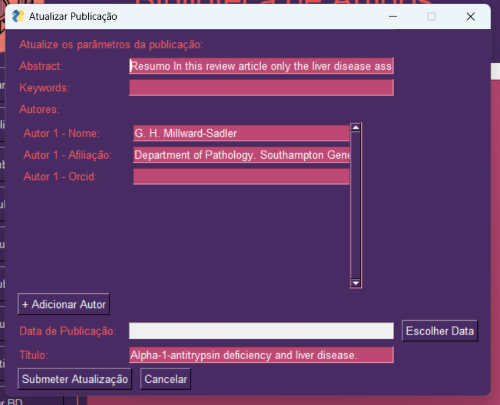 Atualizar Publicação
Atualize os parâmetros da publicação:
Abstract: Resumo In this review article only the liver disease ass
Keywords:
Autores:
Autor 1 - Nome: G. H. Millward-Sadler
Autor 1 - Afiliação: Department of Pathology. Southampton Gene
Autor 1 - Orcid:
+ Adicionar Autor
Data de Publicação: Escolher Data
Título: Alpha-1-antitrypsin deficiency and liver disease.
Submeter Atualização Cancelar